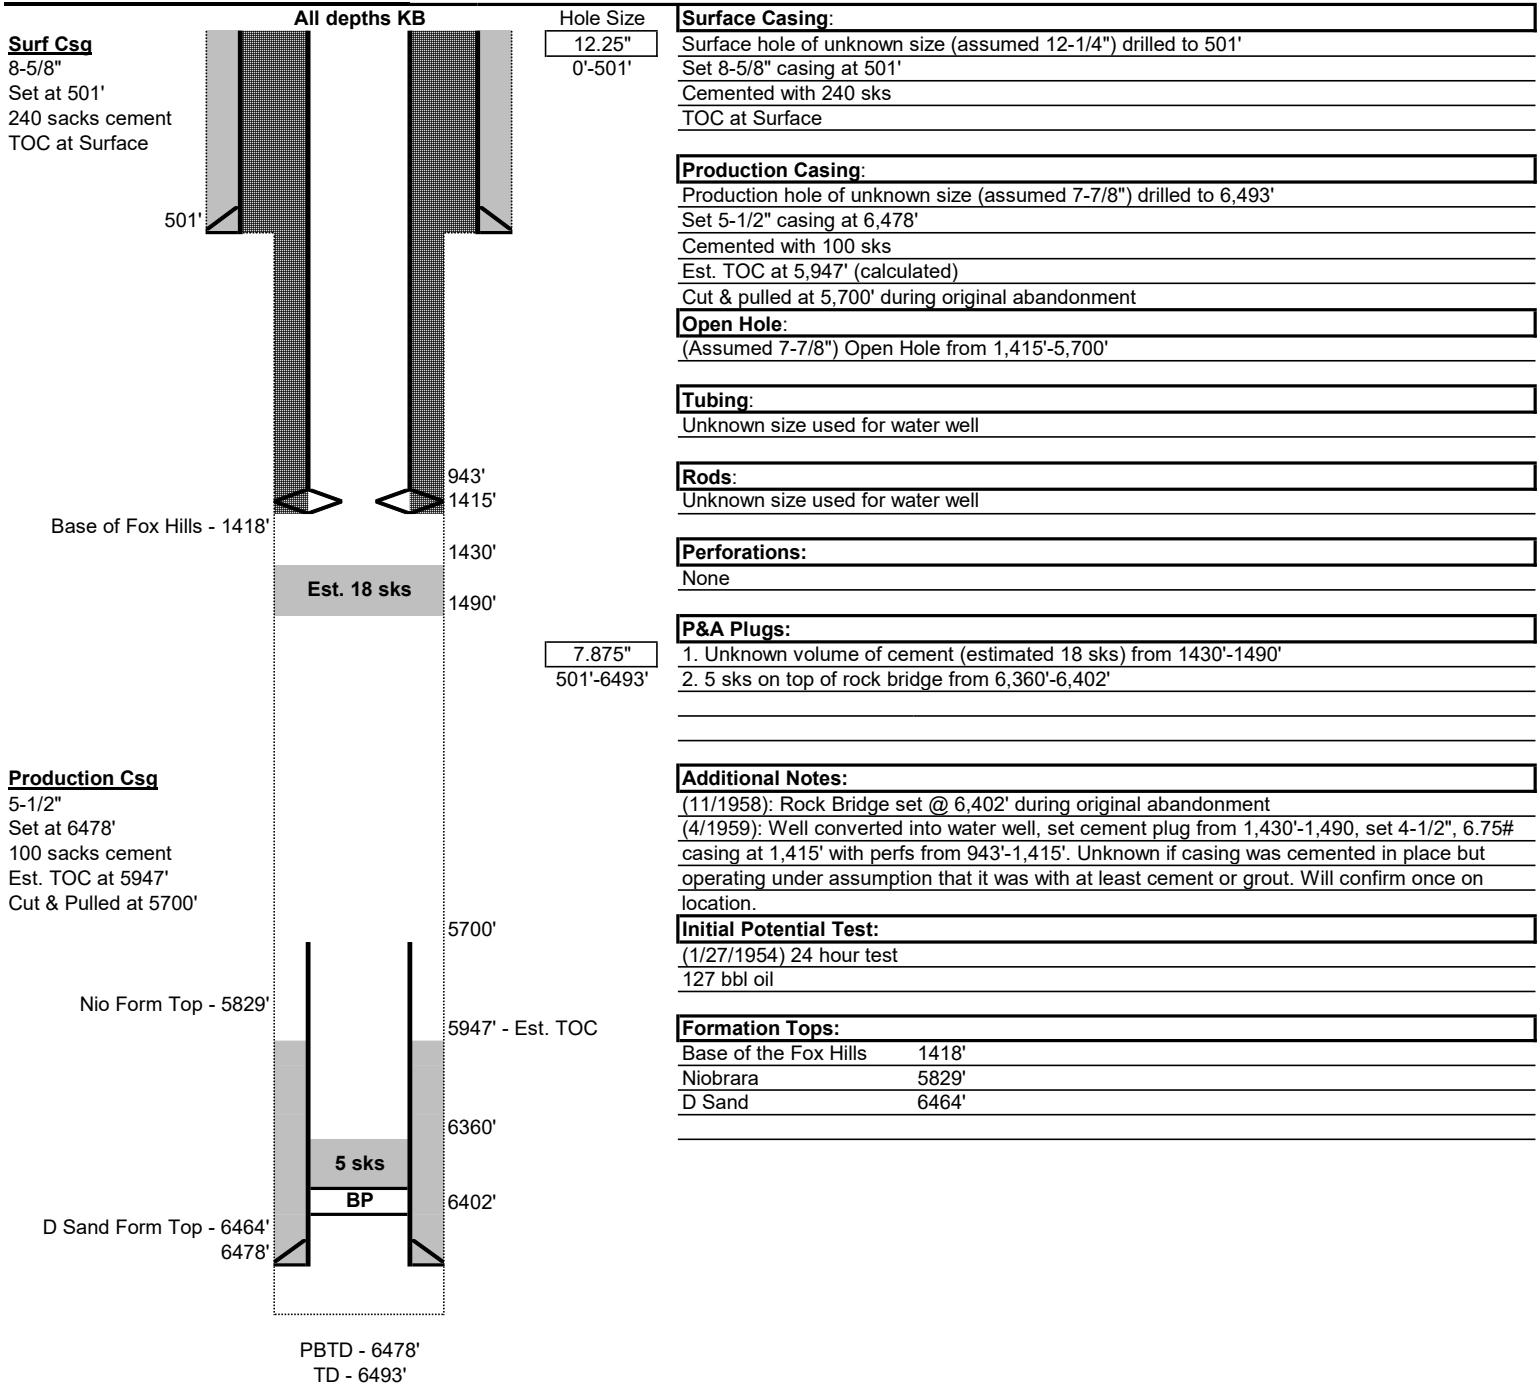 All depths KB
Hole Size
Surf Csg
8-5/8"
Set at 501'
240 sacks cement
TOC at Surface
12.25"
0'-501'
501'
943'
1415'
Base of Fox Hills - 1418'
1430'
Est. 18 sks
1490'
7.875"
501'-6493'
Production Csg
5-1/2"
Set at 6478'
100 sacks cement
Est. TOC at 5947'
Cut & Pulled at 5700'
5700'
Nio Form Top - 5829'
5947' - Est. TOC
6360'
5 sks
BP
6402'
D Sand Form Top - 6464'
6478'
PBTD - 6478'
TD - 6493'
Surface Casing:
Surface hole of unknown size (assumed 12-1/4") drilled to 501'
Set 8-5/8" casing at 501'
Cemented with 240 sks
TOC at Surface
Production Casing:
Production hole of unknown size (assumed 7-7/8") drilled to 6,493'
Set 5-1/2" casing at 6,478'
Cemented with 100 sks
Est. TOC at 5,947' (calculated)
Cut & pulled at 5,700' during original abandonment
Open Hole:
(Assumed 7-7/8") Open Hole from 1,415'-5,700'
Tubing:
Unknown size used for water well
Rods:
Unknown size used for water well
Perforations:
None
P&A Plugs:
1. Unknown volume of cement (estimated 18 sks) from 1430'-1490'
2. 5 sks on top of rock bridge from 6,360'-6,402'
Additional Notes:
(11/1958): Rock Bridge set @ 6,402' during original abandonment
(4/1959): Well converted into water well, set cement plug from 1,430'-1,490, set 4-1/2", 6.75#
casing at 1,415' with perfs from 943'-1,415'. Unknown if casing was cemented in place but
operating under assumption that it was with at least cement or grout. Will confirm once on
location.
Initial Potential Test:
(1/27/1954) 24 hour test
127 bbl oil
Formation Tops:
Base of the Fox Hills 1418'
Niobrara 5829'
D Sand 6464'